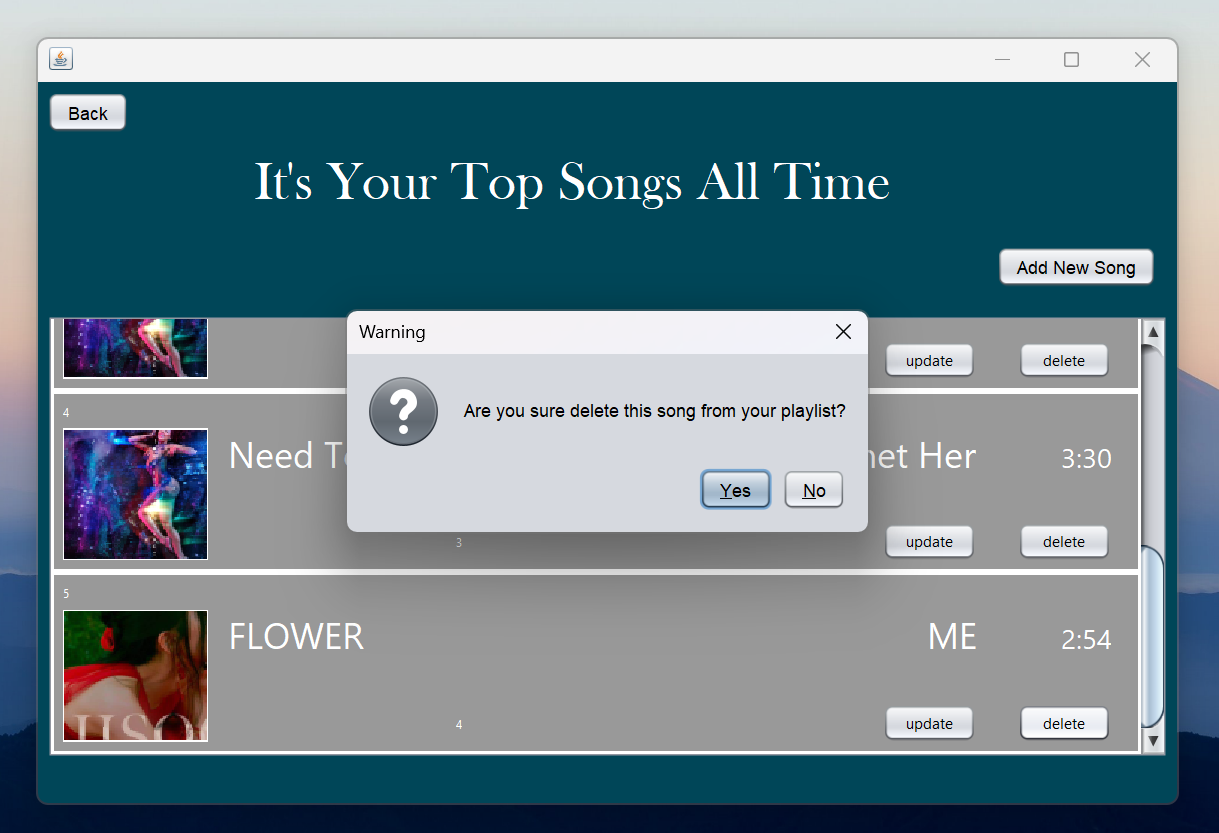 Back
It's Your Top Songs All Time
Add New Song
update delete
Warning
Are you sure delete this song from your playlist?
Yes No
4
Need
Her 3:30
3
update delete
5
FLOWER ME 2:54
JISOO
4
update delete